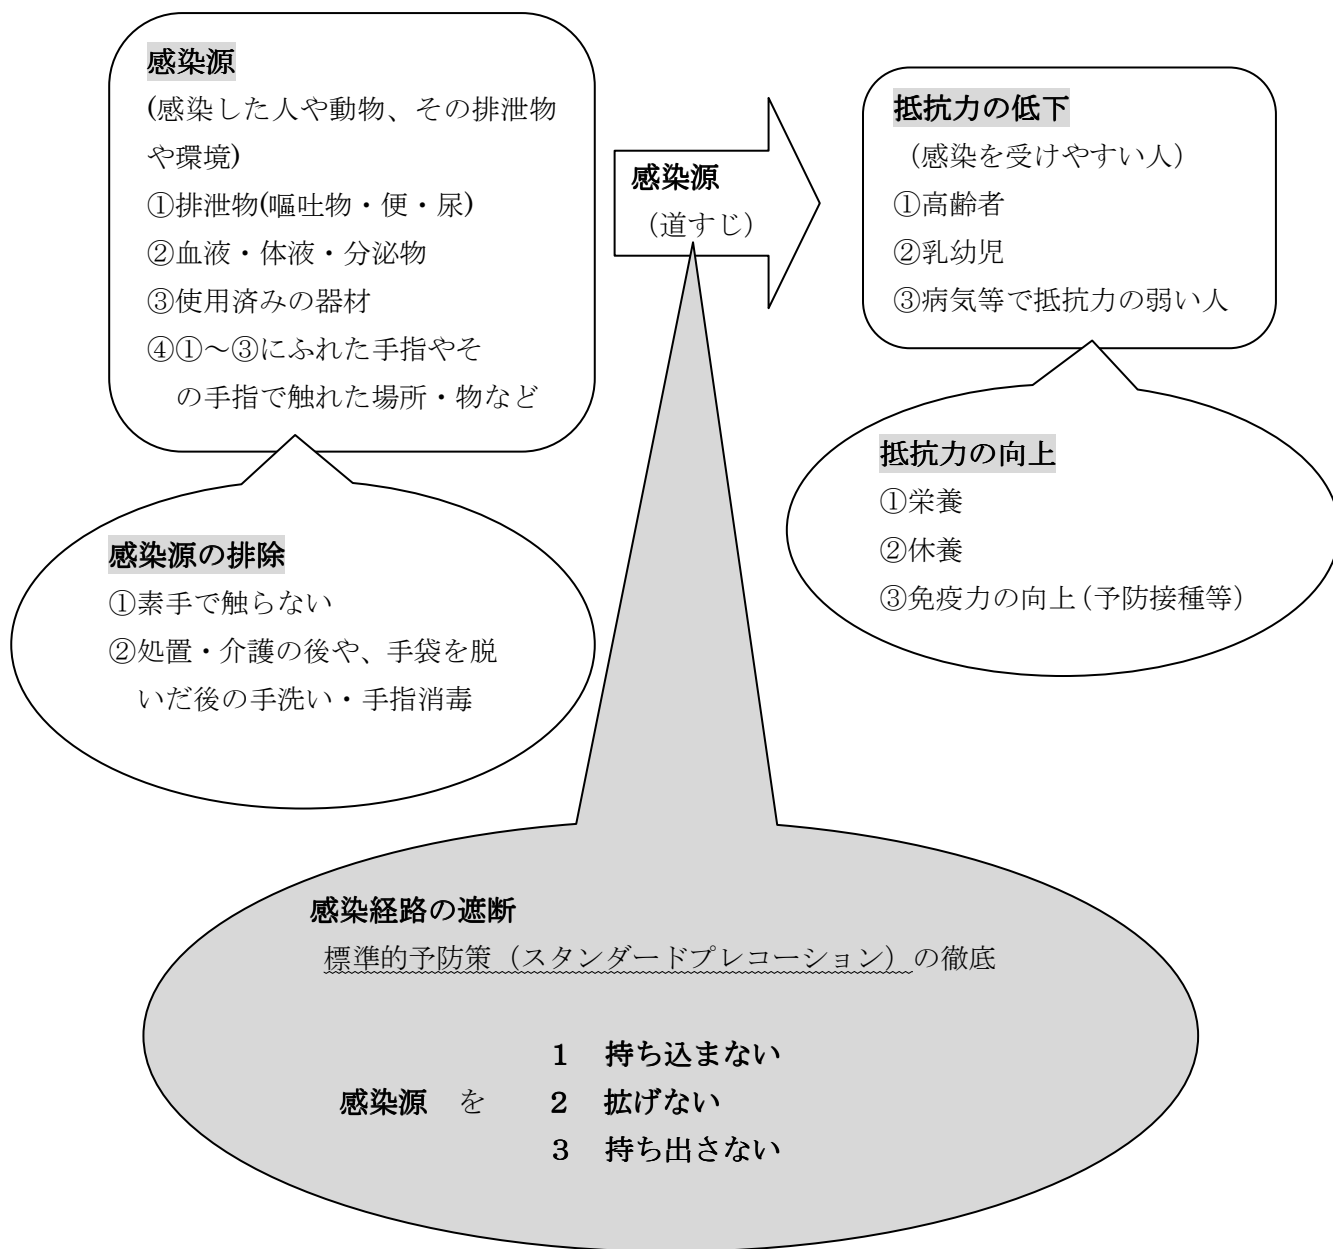 感染源
(感染した人や動物、その排泄物
や環境)
①排泄物(嘔吐物・便・尿)
②血液・体液・分泌物
③使用済みの器材
④①～③にふれた手指やそ
の手指で触れた場所・物など
感染源
（道すじ）
抵抗力の低下
（感染を受けやすい人）
①高齢者
②乳幼児
③病気等で抵抗力の弱い人
感染源の排除
①素手で触らない
②処置・介護の後や、手袋を脱
いだ後の手洗い・手指消毒
抵抗力の向上
①栄養
②休養
③免疫力の向上（予防接種等）
感染経路の遮断
標準的予防策（スタンダードプレコーション）の徹底
１　持ち込まない
感染源　を　２　拡げない
３　持ち出さない